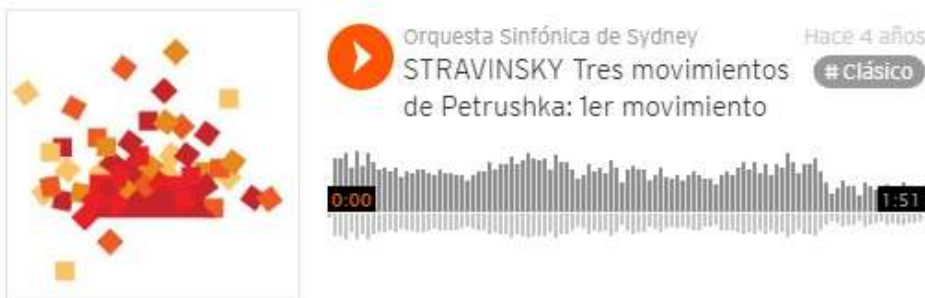 Orquesta Sinfónica de Sydney
Hace 4 años
STRAVINSKY Tres movimientos
# Clásico
de Petrushka: 1er movimiento
0:00
1:51